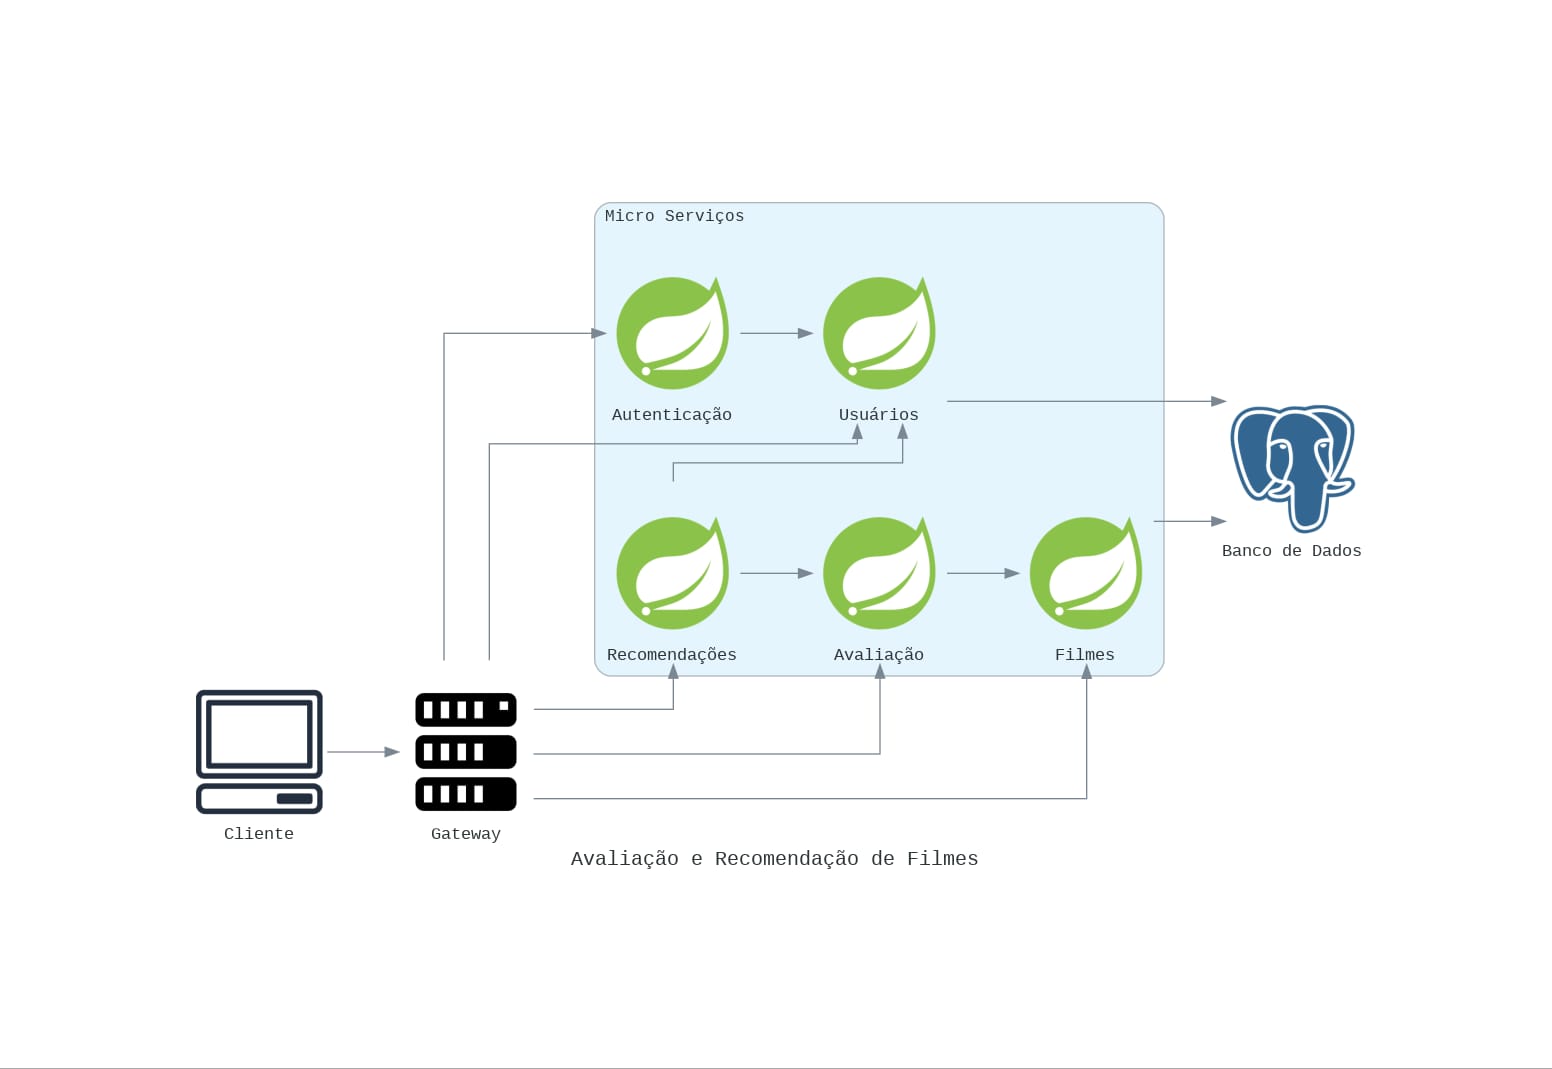 Micro Serviços
Autenticação
Usuários
Banco de Dados
Recomendações
Avaliação
Filmes
Cliente
Gateway
Avaliação e Recomendação de Filmes